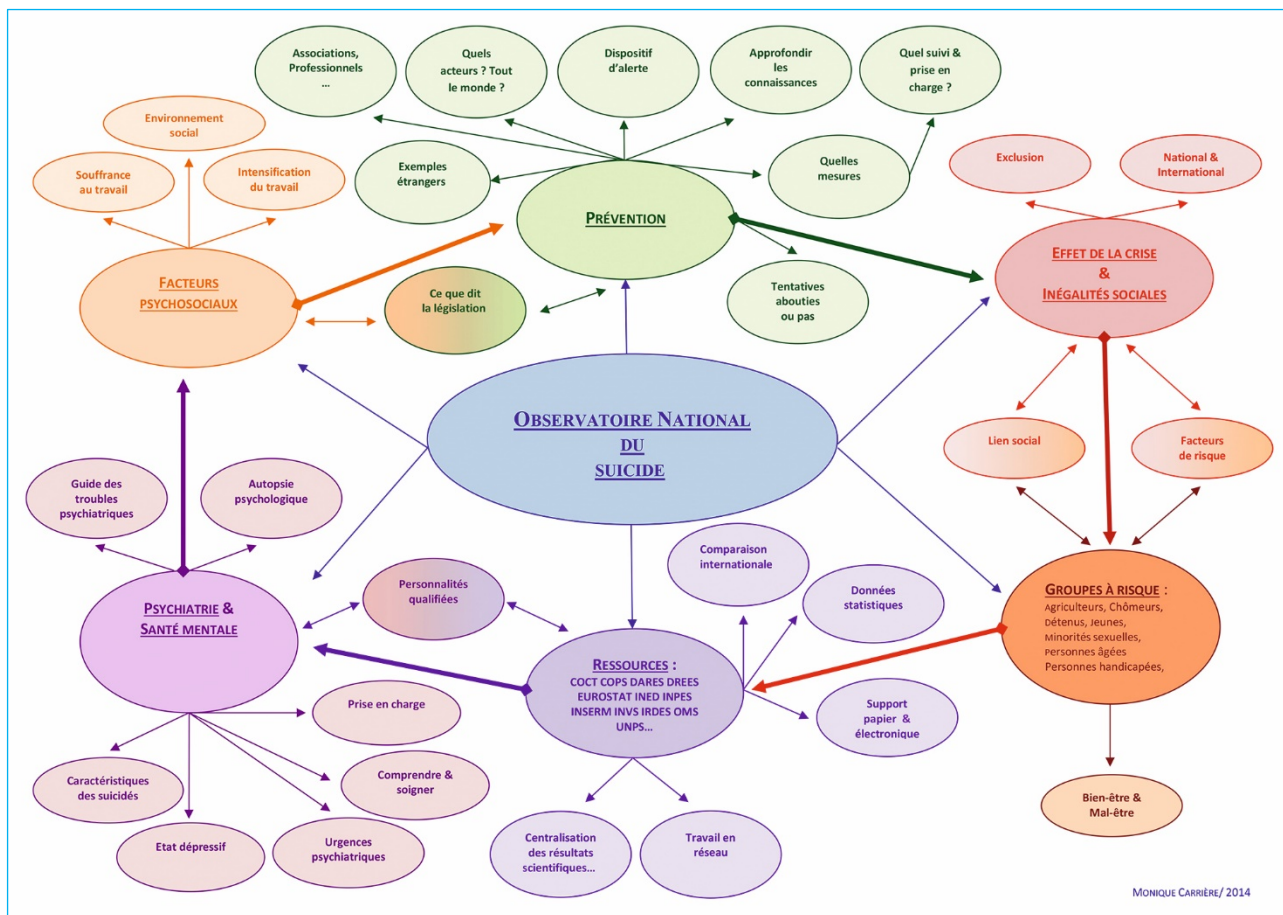 Associations,
Professionnels
…
Quels
acteurs ? Tout
le monde ?
Dispositif
d'alerte
Approfondir
les
connaissances
Quel suivi &
prise en
charge ?
Environnement
social
Souffrance
au travail
Intensification
du travail
Exemples
étrangers
Quelles
mesures
Exclusion
National &
International
PRÉVENTION
FACTEURS
PSYCHOSOCIAUX
EFFET DE LA CRISE
&
INÉGALITÉS SOCIALES
Ce que dit
la législation
Tentatives
abouties
ou pas
OBSERVATOIRE NATIONAL
DU
SUICIDE
Lien social
Facteurs
de risque
Guide des
troubles
psychiatriques
Autopsie
psychologique
Personnalités
qualifiées
Comparaison
internationale
Données
statistiques
PSYCHIATRIE &
SANTÉ MENTALE
GROUPES À RISQUE :
Agriculteurs, Chômeurs,
Détenus, Jeunes,
Minorités sexuelles,
Personnes âgées
Personnes handicapées,
RESSOURCES :
COCT COPS DARES DREES
EUROSTAT INED INPES
INSERM INVS IRDES OMS
UNPS…
Support
papier &
électronique
Prise en charge
Caractéristiques
des suicidés
Comprendre &
soigner
Etat dépressif
Urgences
psychiatriques
Centralisation
des résultats
scientifiques…
Travail en
réseau
Bien-être &
Mal-être
MONIQUE CARRIÈRE/ 2014